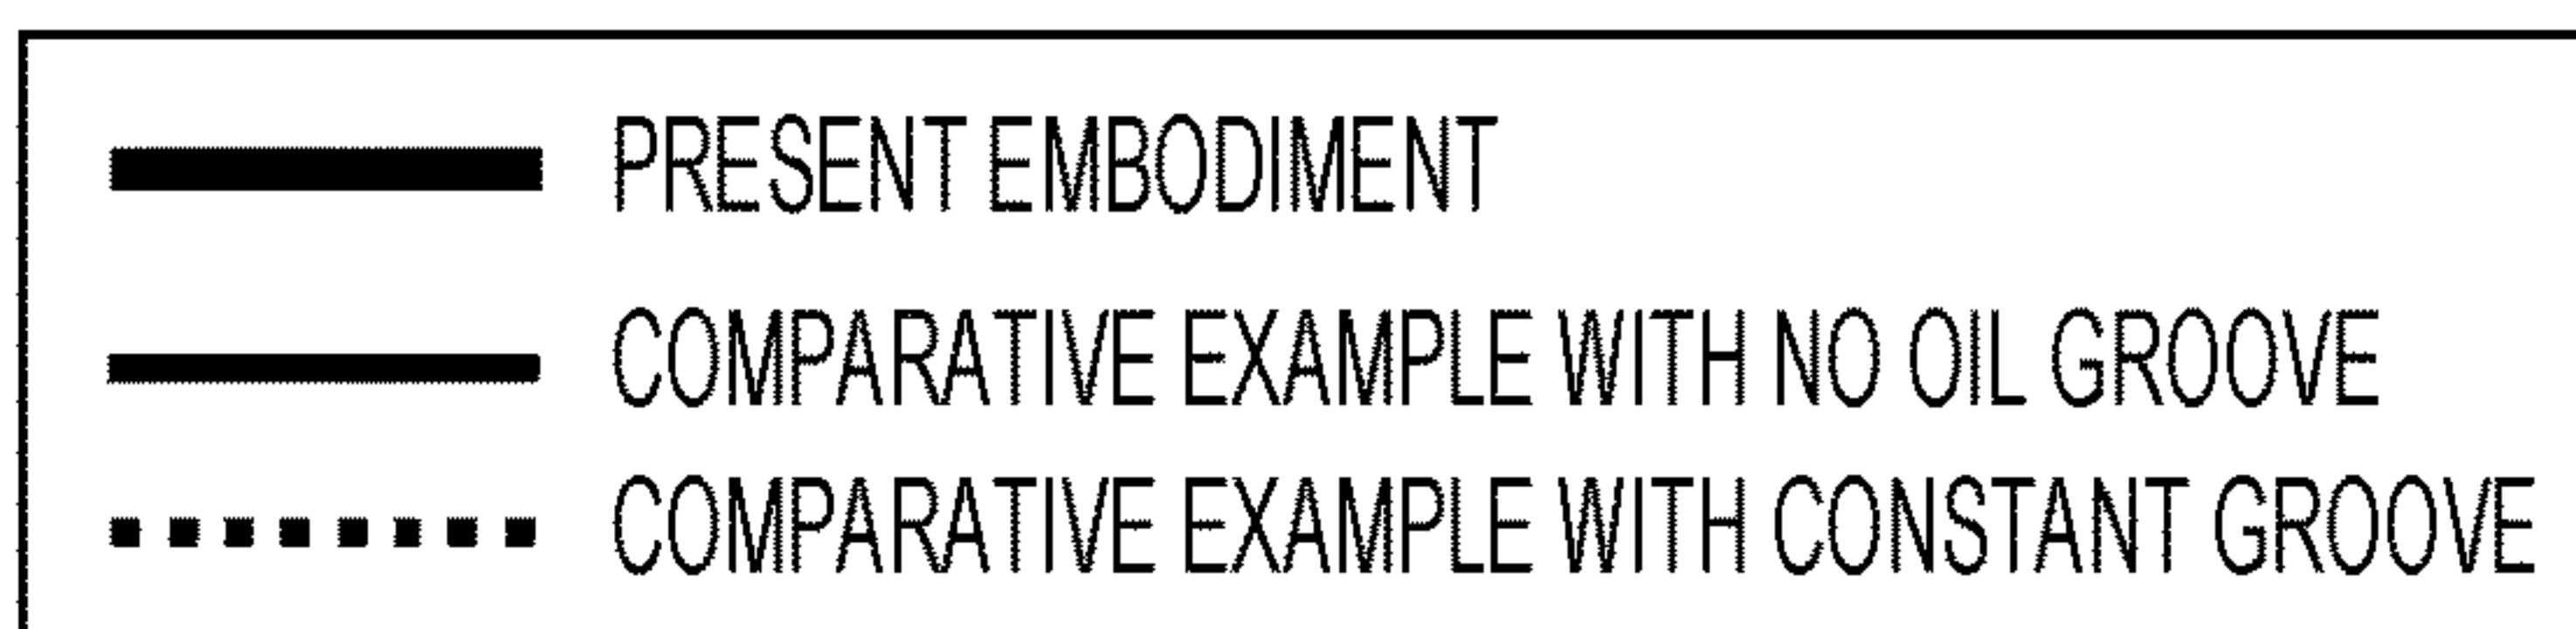 PRESENT EMBODIMENT
COMPARATIVE EXAMPLE WITH NO OIL GROOVE
COMPARATIVE EXAMPLE WITH CONSTANT GROOVE